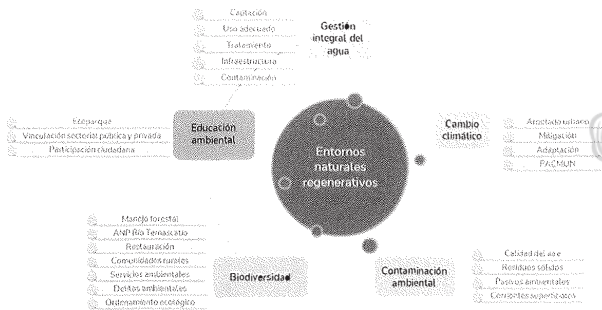 Captación
Uso adecuado
Tratamiento
Infraestructura
Contaminación
Gestión
integral del
agua
Ecoparque
Vinculación sectorial pública y privada
Participación ciudadana
Educación
ambiental
Entornos
naturales
regenerativos
Cambio
climático
Arbolado urbano
Mitigación
Adaptación
PACMUN
Manejo forestal
ANP Río Temascatío
Restauración
Comunidades rurales
Servicios ambientales
Delitos ambientales
Ordenamiento ecológico
Biodiversidad
Contaminación
ambiental
Calidad del aire
Residuos sólidos
Pasivos ambientales
Corrientes superficiales